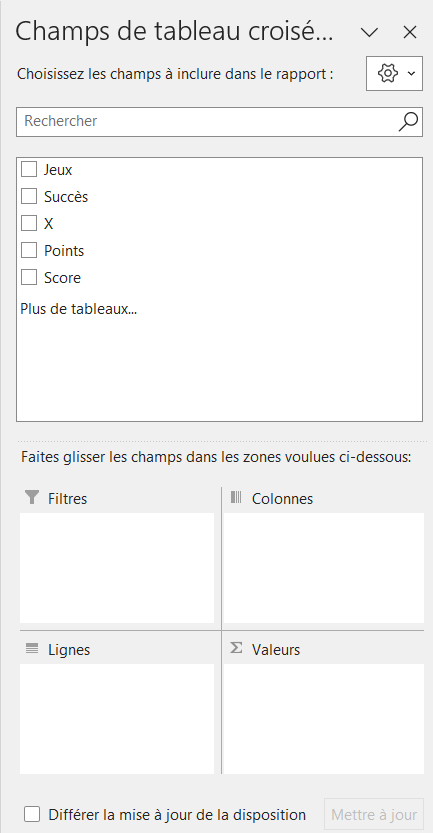 Champs de tableau croisé...
Choisissez les champs à inclure dans le rapport :
Rechercher
Jeux
Succès
X
Points
Score
Plus de tableaux...
Faites glisser les champs dans les zones voulues ci-dessous:
Filtres
Colonnes
Lignes
Σ Valeurs
Différer la mise à jour de la disposition
Mettre à jour